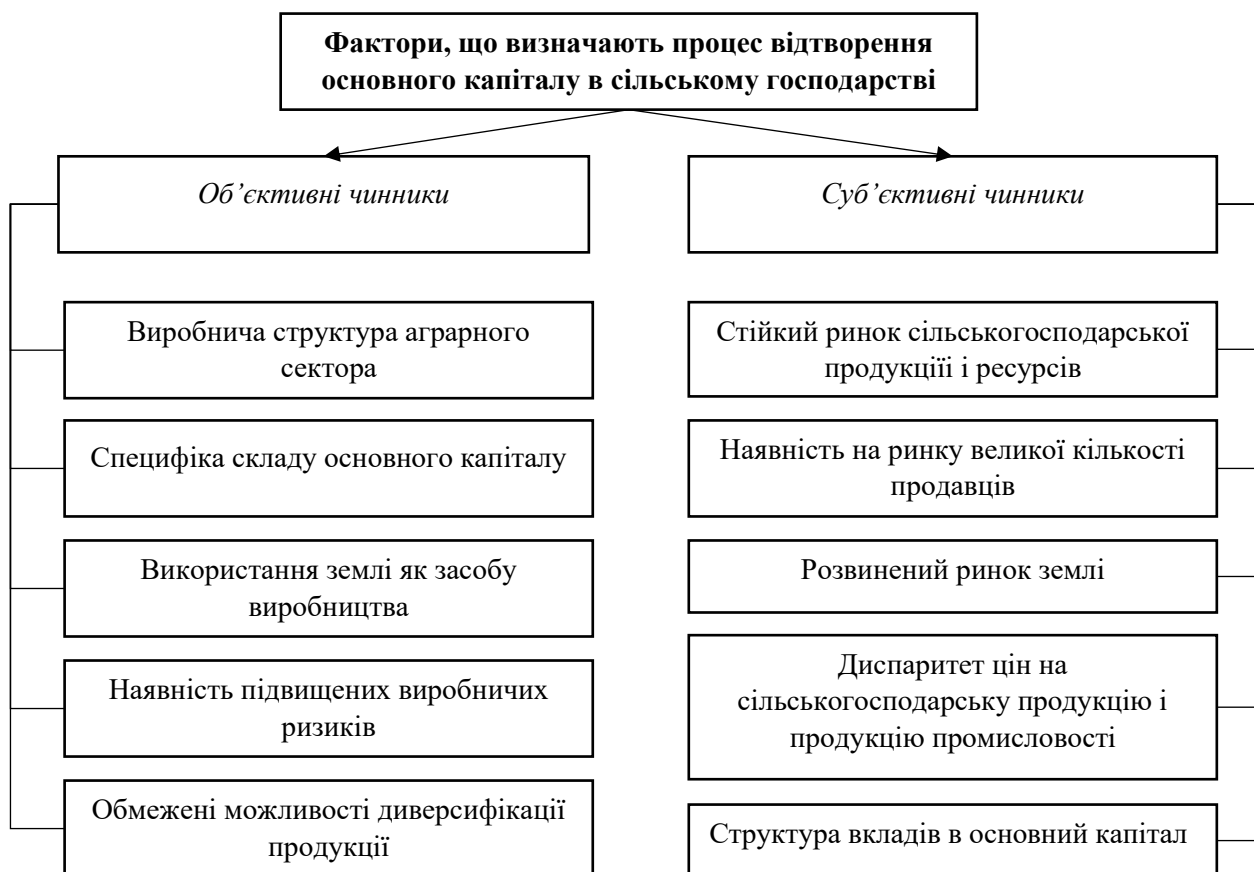 Фактори, що визначають процес відтворення
основного капіталу в сільському господарстві
Об’єктивні чинники
Суб’єктивні чинники
Виробнича структура аграрного
сектора
Стійкий ринок сільськогосподарської
продукціїі і ресурсів
Специфіка складу основного капіталу
Наявність на ринку великої кількості
продавців
Використання землі як засобу
виробництва
Розвинений ринок землі
Наявність підвищених виробничих
ризиків
Диспаритет цін на
сільськогосподарську продукцію і
продукцію промисловості
Обмежені можливості диверсифікації
продукції
Структура вкладів в основний капітал